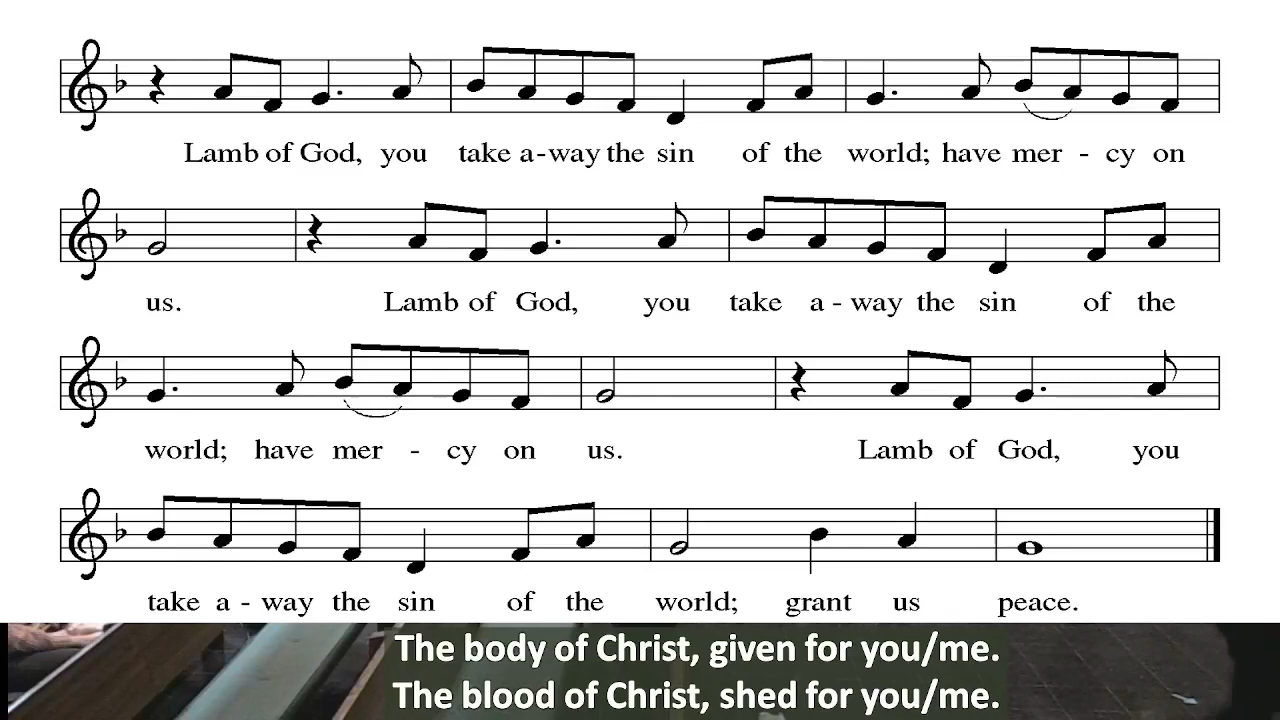 Lamb of God, you take a-way the sin of the world; have mer - cy on
us. Lamb of God, you take a - way the sin of the
world; have mer - cy on us. Lamb of God, you
take a - way the sin of the world; grant us peace.
The body of Christ, given for you/me.
The blood of Christ, shed for you/me.